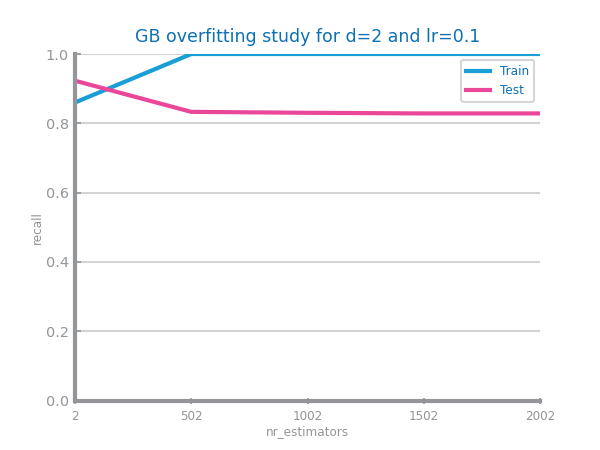 GB overfitting study for d=2 and lr=0.1
1.0
Train
Test
0.8
0.6
recall
0.4
0.2
0.0
2 502 1002 1502 2002
nr_estimators